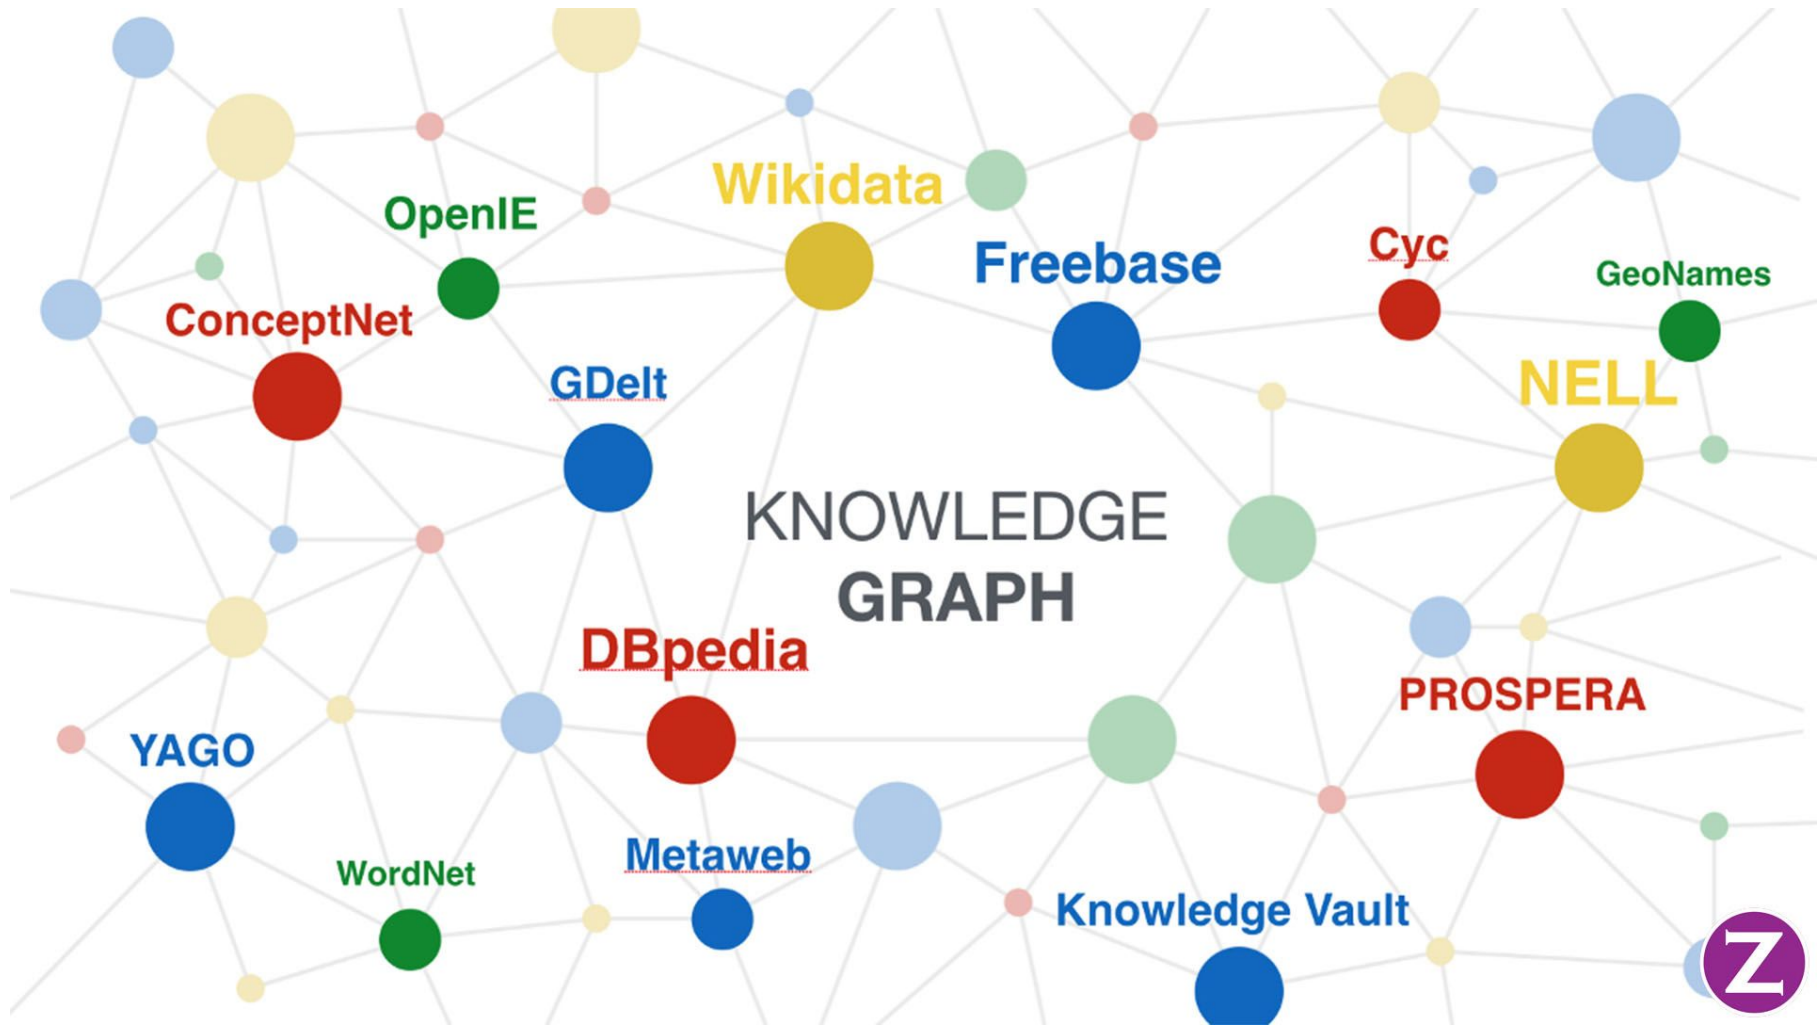 Wikidata
OpenIE
Freebase
Cyc
GeoNames
ConceptNet
GDelt
NELL
KNOWLEDGE
GRAPH
DBpedia
PROSPERA
YAGO
Metaweb
WordNet
Knowledge Vault
Z